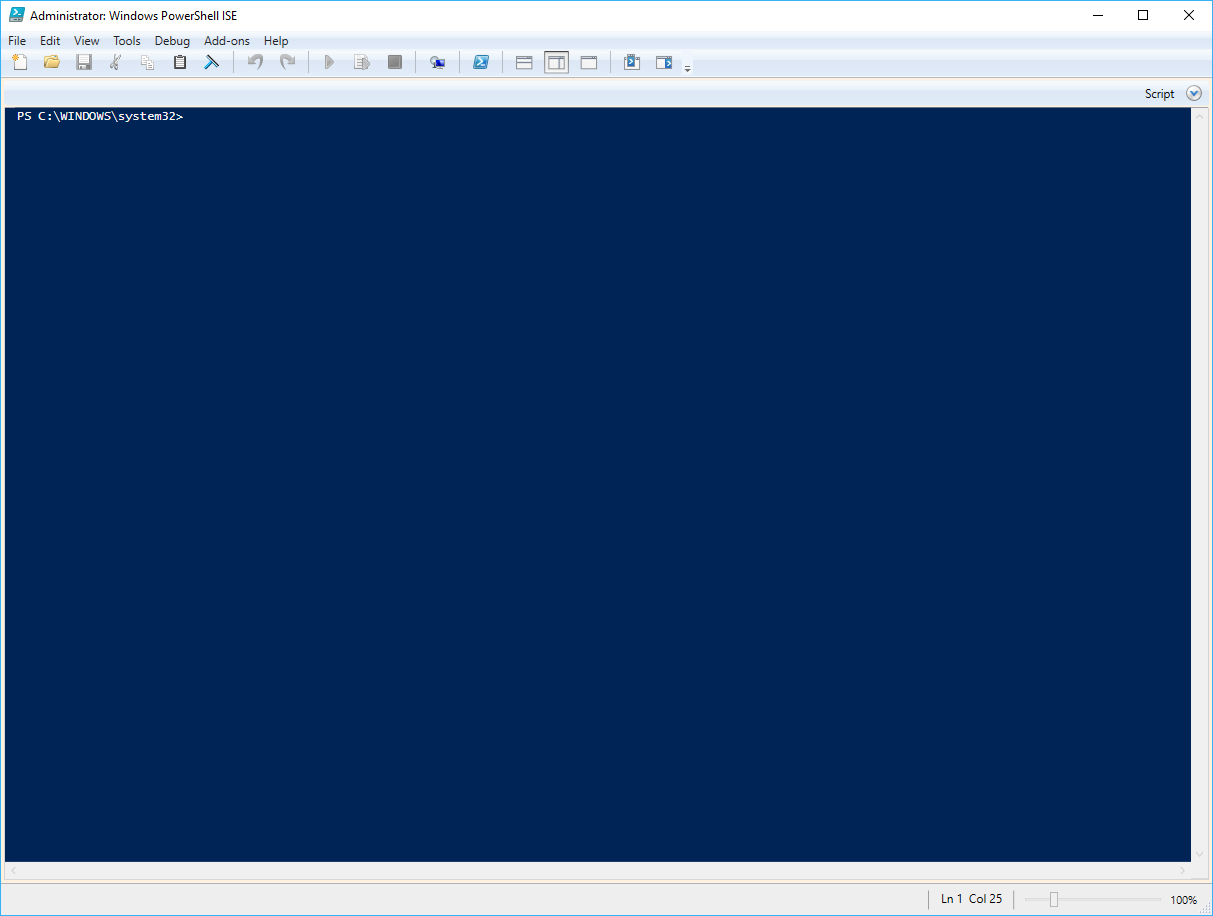 Administrator: Windows PowerShell ISE
File Edit View Tools Debug Add-ons Help
Script
PS C:\WINDOWS\system32>
Ln 1 Col 25
100%